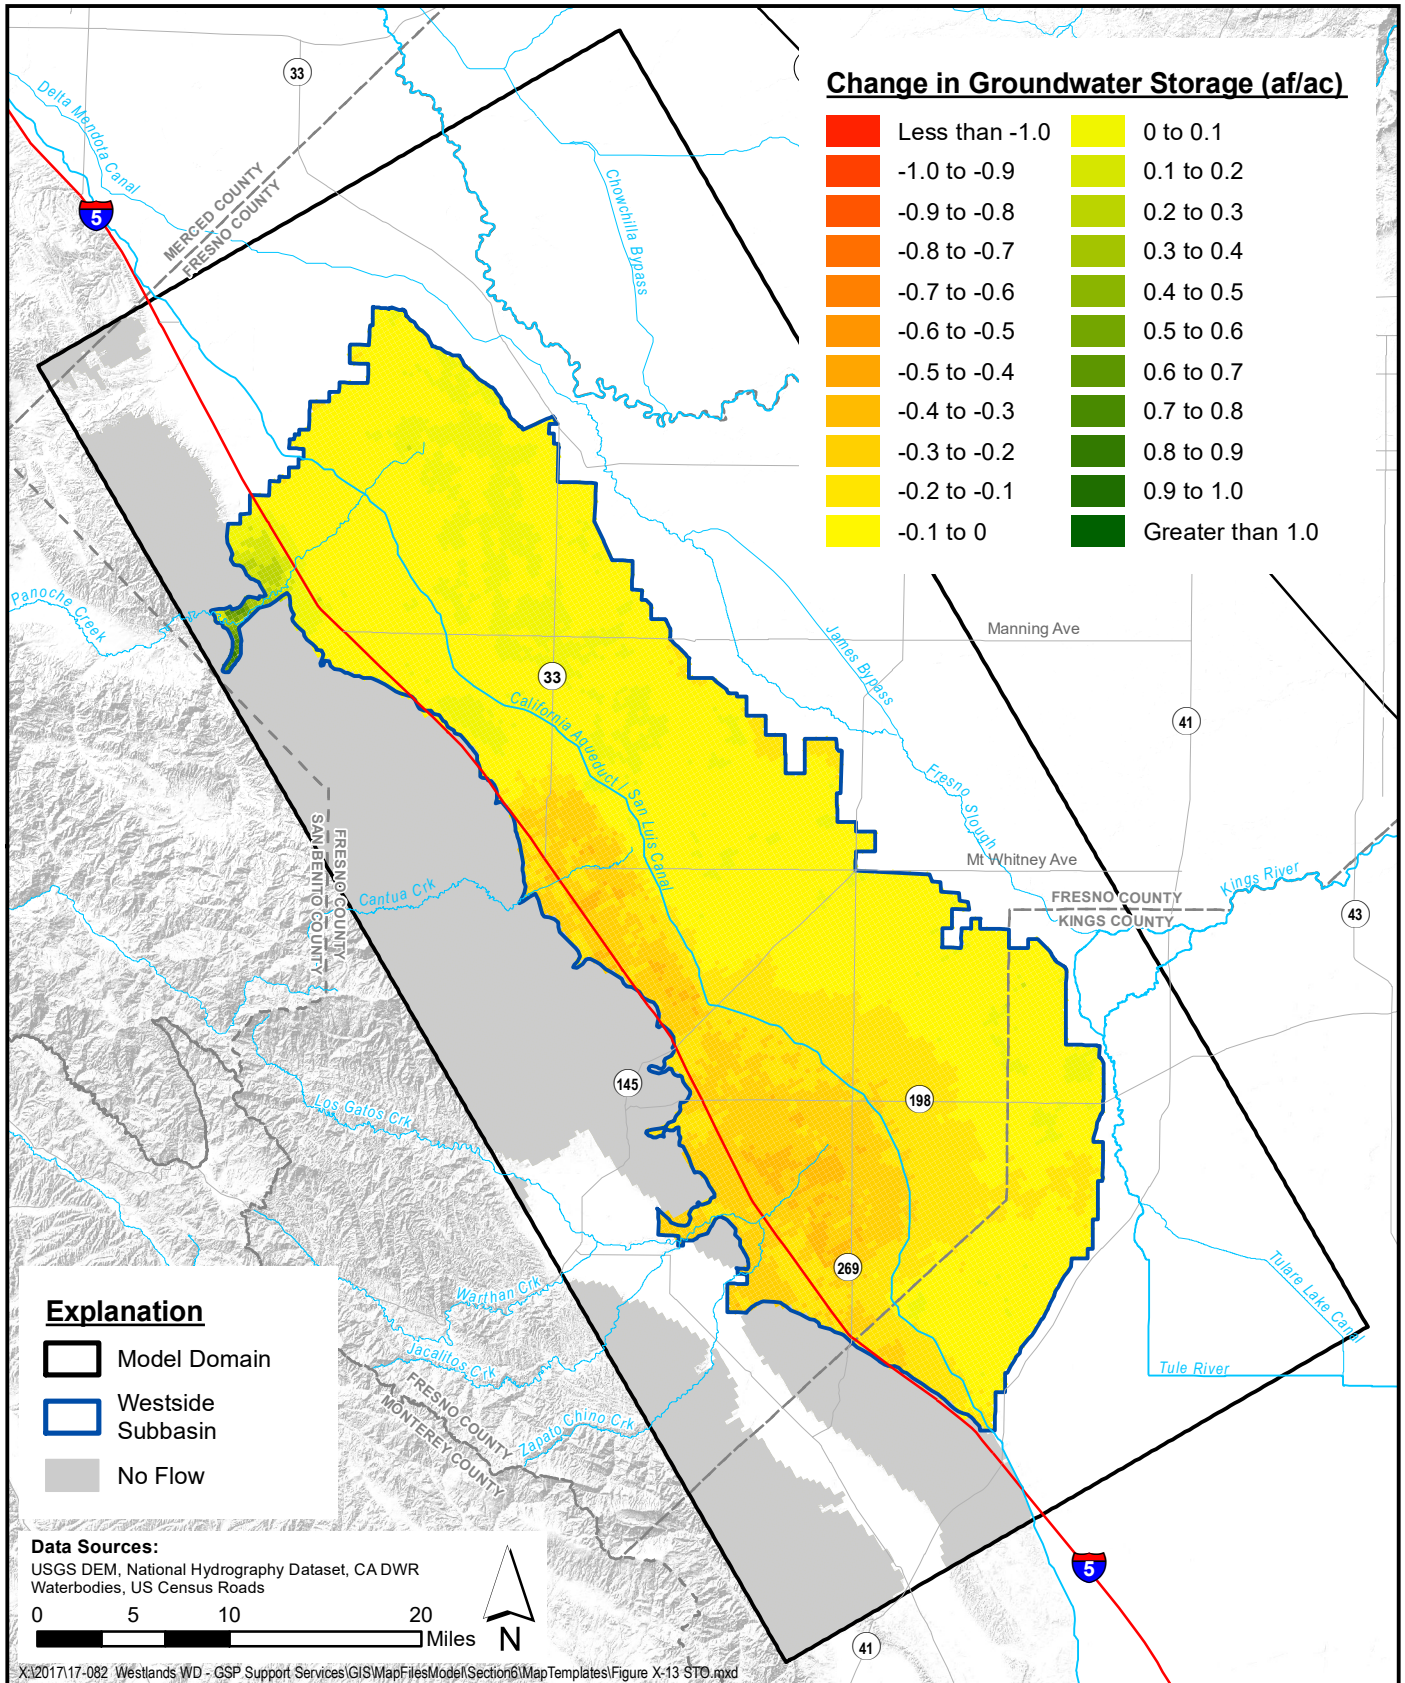 33
Delta Mendota Canal
5
MERCED COUNTY
FRESNO COUNTY
Chowchilla Bypass
Change in Groundwater Storage (af/ac)
Less than -1.0
-1.0 to -0.9
-0.9 to -0.8
-0.8 to -0.7
-0.7 to -0.6
-0.6 to -0.5
-0.5 to -0.4
-0.4 to -0.3
-0.3 to -0.2
-0.2 to -0.1
-0.1 to 0
0 to 0.1
0.1 to 0.2
0.2 to 0.3
0.3 to 0.4
0.4 to 0.5
0.5 to 0.6
0.6 to 0.7
0.7 to 0.8
0.8 to 0.9
0.9 to 1.0
Greater than 1.0
Panoche Creek
33
California Aqueduct / San Luis Canal
James Bypass
Manning Ave
41
Fresno Slough
SAN BENITO COUNTY
FRESNO COUNTY
Cantua Crk
Mt Whitney Ave
FRESNO COUNTY
KINGS COUNTY
Kings River
43
145
Los Gatos Crk
198
269
Warthan Crk
Jacalitos Crk
Zapato Chino Crk
FRESNO COUNTY
MONTEREY COUNTY
Tulare Lake Canal
Tule River
5
41
Explanation
Model Domain
Westside
Subbasin
No Flow
Data Sources:
USGS DEM, National Hydrography Dataset, CA DWR
Waterbodies, US Census Roads
0 5 10 20
Miles
N
X:\2017\17-082 Westlands WD - GSP Support Services\GIS\MapFilesModel\Section6\MapTemplates\Figure X-13 STO.mxd